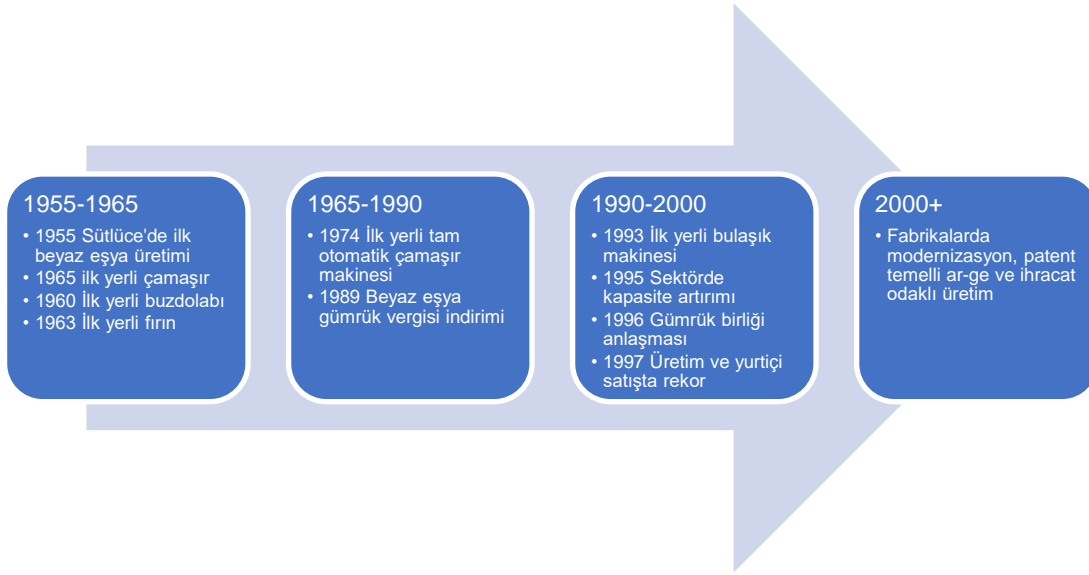 1955-1965
• 1955 Sütlüce'de ilk
beyaz eşya üretimi
• 1965 ilk yerli çamaşır
• 1960 İlk yerli buzdolabı
• 1963 İlk yerli fırın
1965-1990
• 1974 İlk yerli tam
otomatik çamaşır
makinesi
• 1989 Beyaz eşya
gümrük vergisi indirimi
1990-2000
• 1993 İlk yerli bulaşık
makinesi
• 1995 Sektörde
kapasite artırımı
• 1996 Gümrük birliği
anlaşması
• 1997 Üretim ve yurtiçi
satışta rekor
2000+
• Fabrikalarda
modernizasyon, patent
temelli ar-ge ve ihracat
odaklı üretim